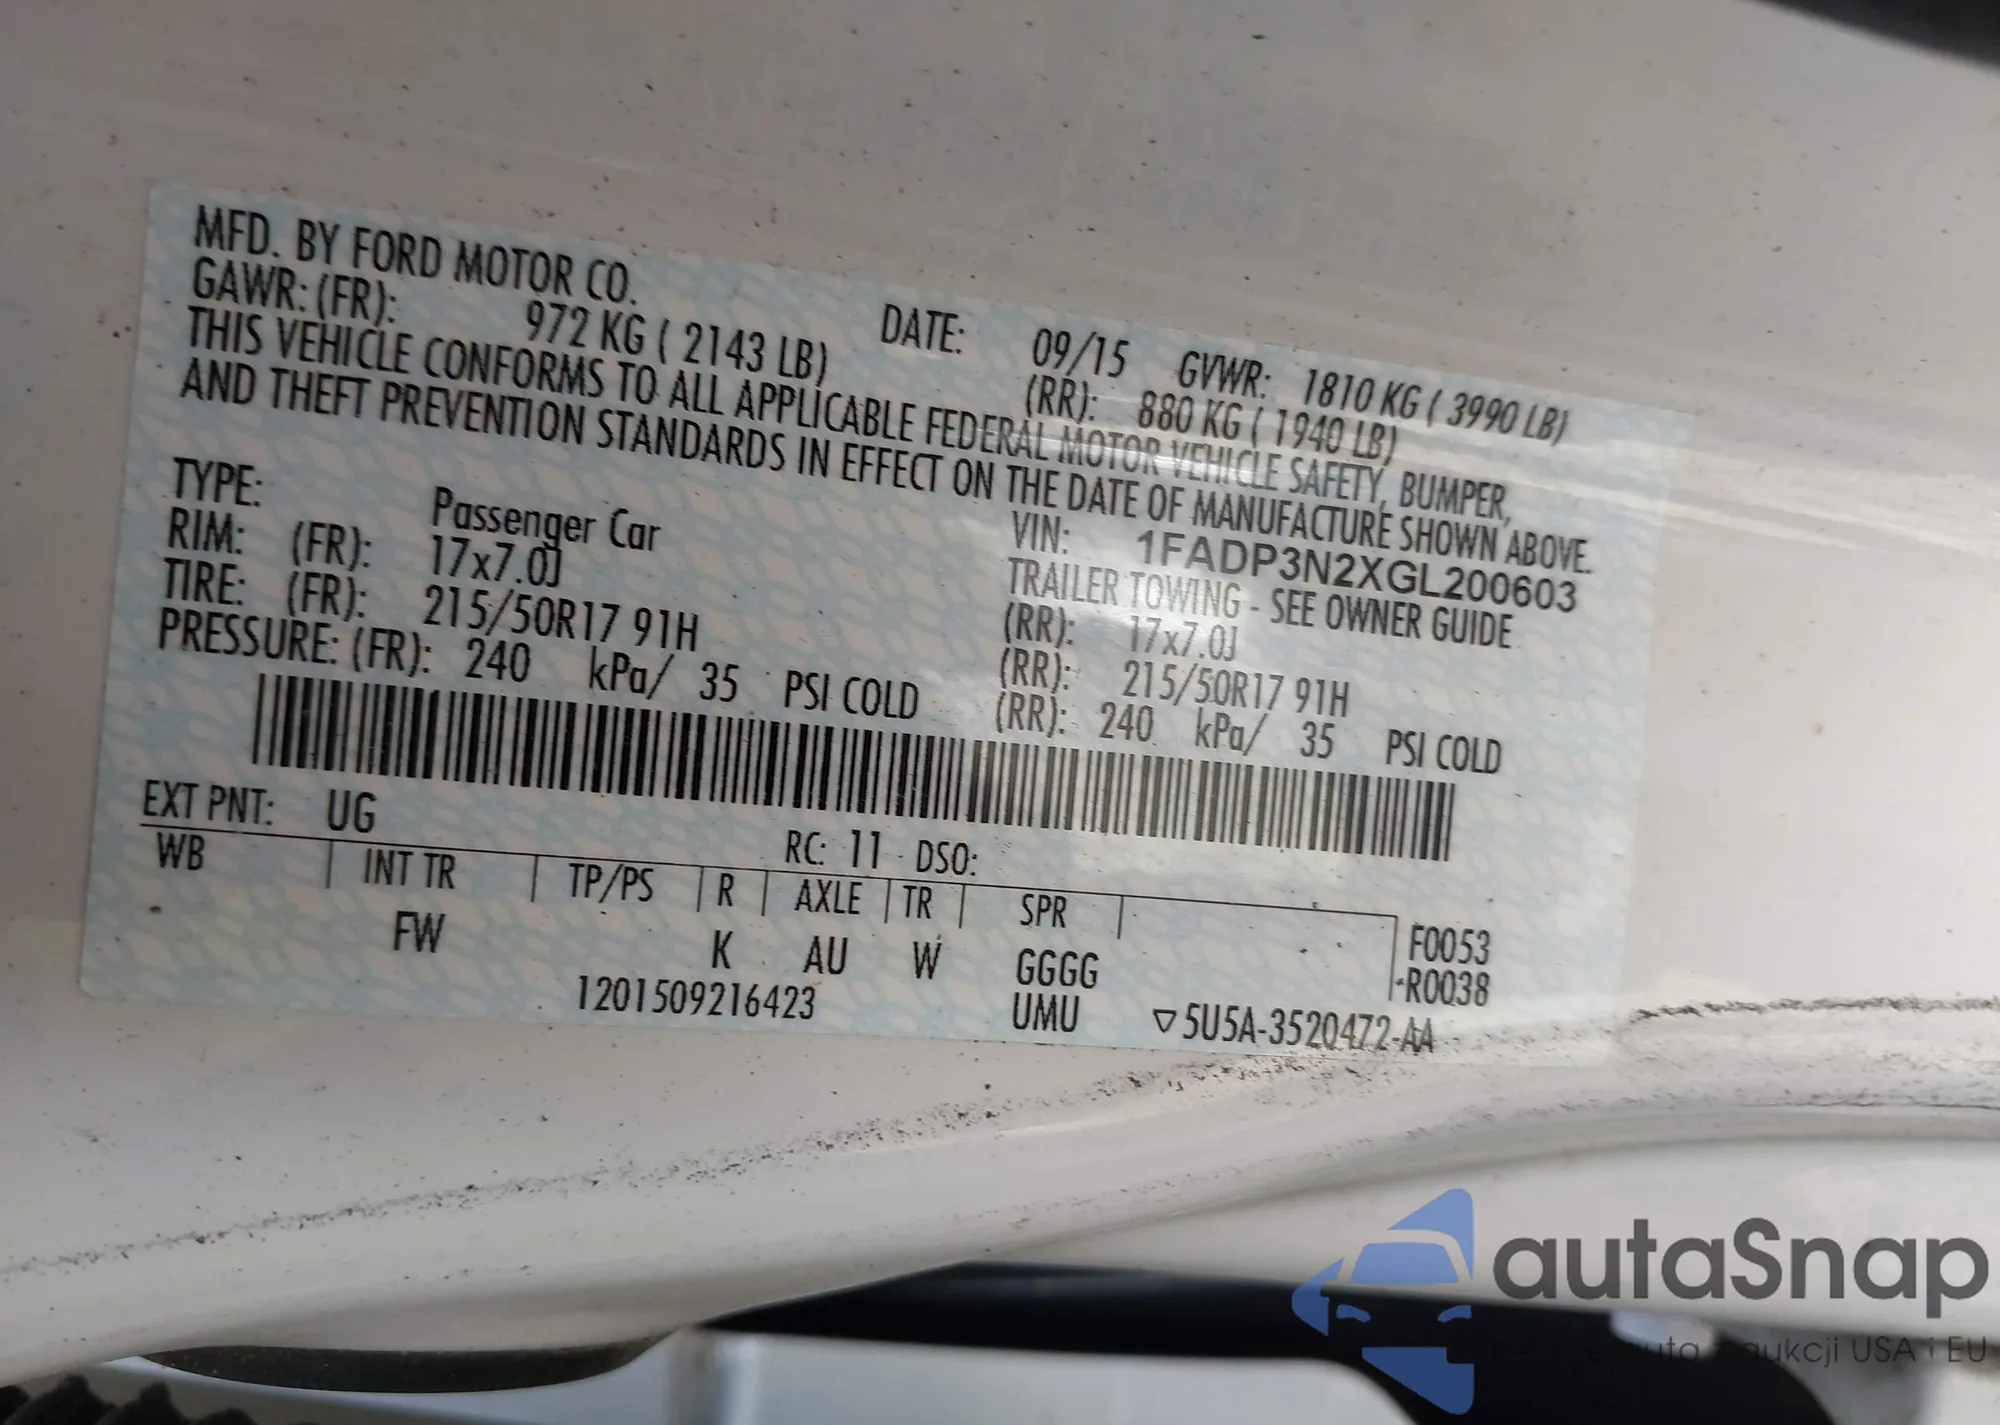 MFD. BY FORD MOTOR CO. DATE: 09/15 GVWR: 1810 KG ( 3990 LB)
GAWR: (FR): 972 KG ( 2143 LB) (RR): 880 KG ( 1940 LB)
THIS VEHICLE CONFORMS TO ALL APPLICABLE FEDERAL MOTOR VEHICLE SAFETY, BUMPER,
AND THEFT PREVENTION STANDARDS IN EFFECT ON THE DATE OF MANUFACTURE SHOWN ABOVE.
VIN: 1FADP3N2XGL200603
TYPE: Passenger Car TRAILER TOWING - SEE OWNER GUIDE
RIM: (FR): 17x7.0J (RR): 17x7.0J
TIRE: (FR): 215/50R17 91H (RR): 215/50R17 91H
PRESSURE: (FR): 240 kPa/ 35 PSI COLD (RR): 240 kPa/ 35 PSI COLD
EXT PNT: UG RC: 11 DSO:
WB INT TR TP/PS R AXLE TR SPR F0053
FW K AU W GGGG R0038
1201509216423 UMU ▽5U5A-3520472-AA
autaSnap
aukcji USA i EU